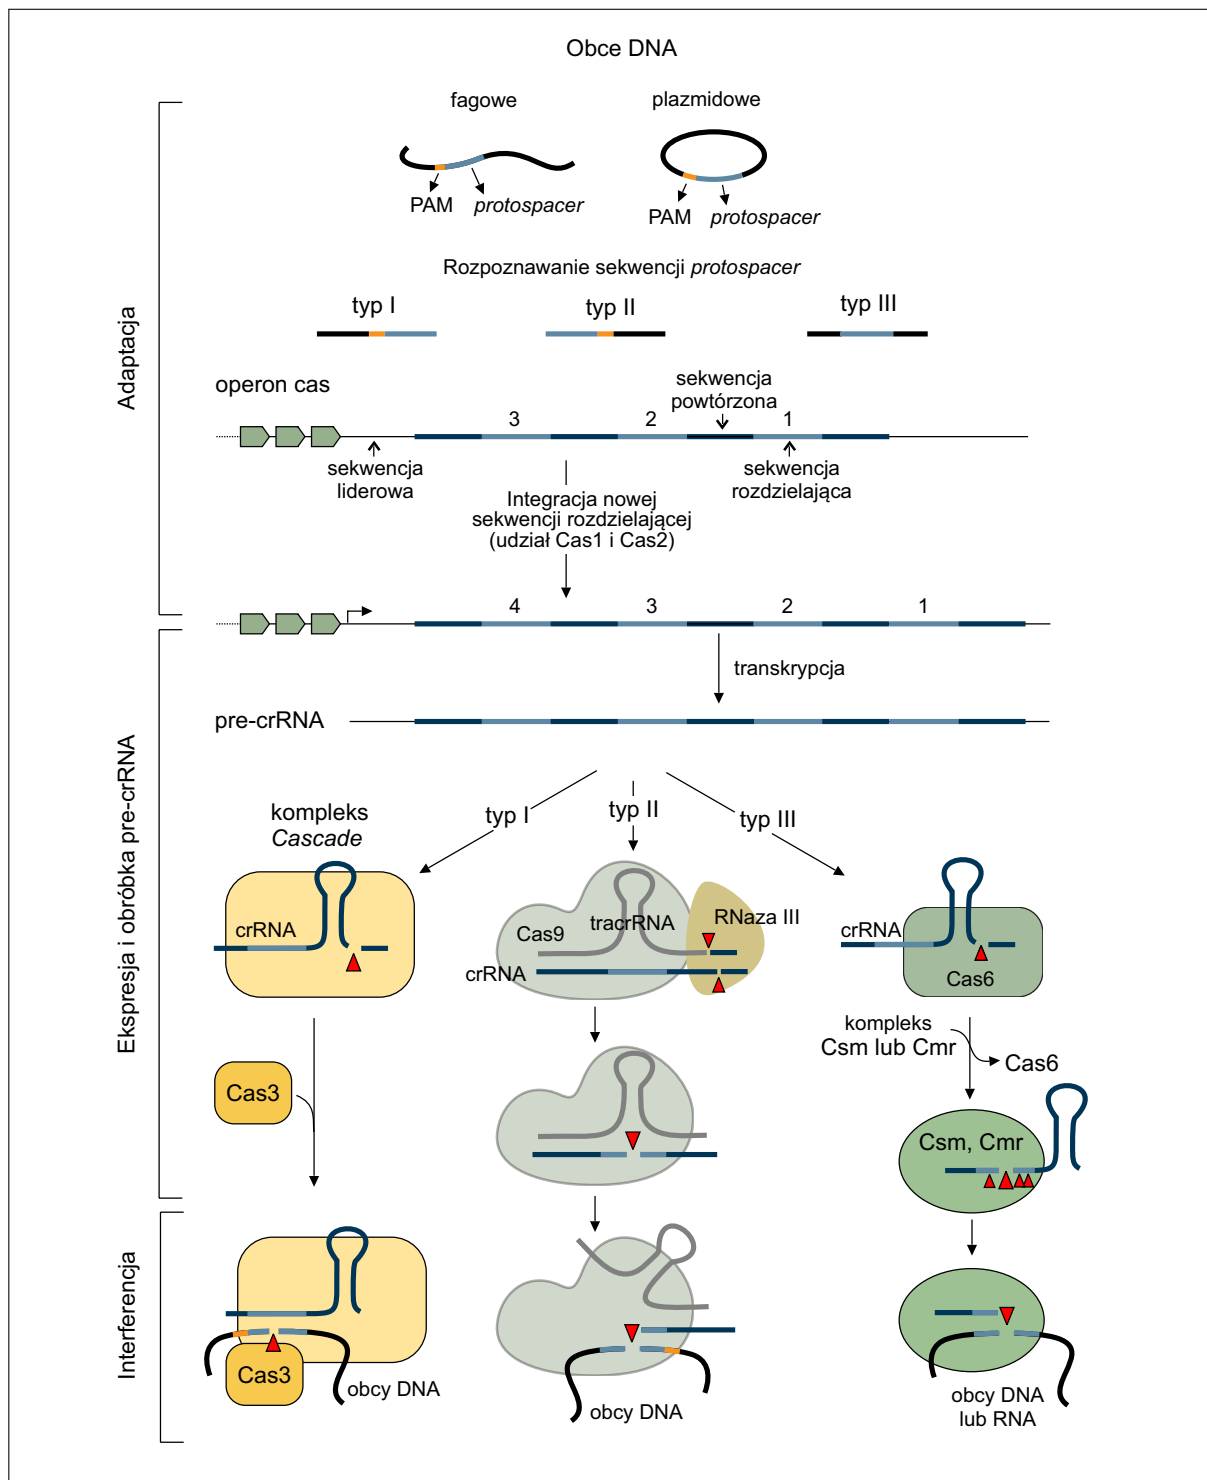 Obce DNA
fagowe
plazmidowe
PAM
protospacer
PAM
protospacer
Rozpoznawanie sekwencji protospacer
typ I
typ II
typ III
Adaptacja
operon cas
sekwencja
powtórzona
3
2
1
sekwencja
liderowa
sekwencja
rozdzielająca
Integracja nowej
sekwencji rozdzielającej
(udział Cas1 i Cas2)
4
3
2
1
transkrypcja
pre-crRNA
Ekspresja i obróbka pre-crRNA
typ I
typ II
typ III
kompleks
Cascade
crRNA
Cas9
tracrRNA
RNaza III
crRNA
crRNA
Cas6
kompleks
Csm lub Cmr
Cas6
Cas3
Csm, Cmr
Interferencja
Cas3
obcy DNA
obcy DNA
obcy DNA
lub RNA